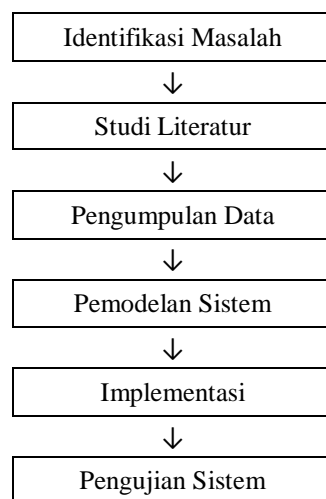 Identifikasi Masalah
Studi Literatur
Pengumpulan Data
Pemodelan Sistem
Implementasi
Pengujian Sistem